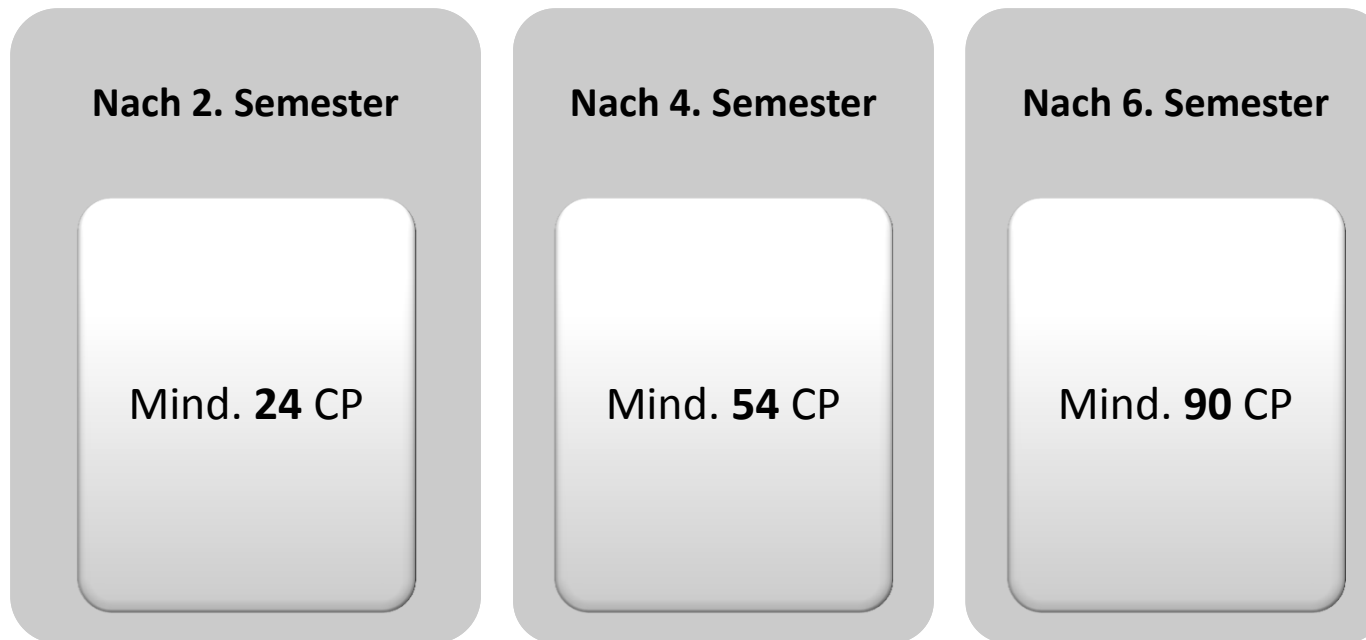 Nach 2. Semester
Mind. 24 CP
Nach 4. Semester
Mind. 54 CP
Nach 6. Semester
Mind. 90 CP